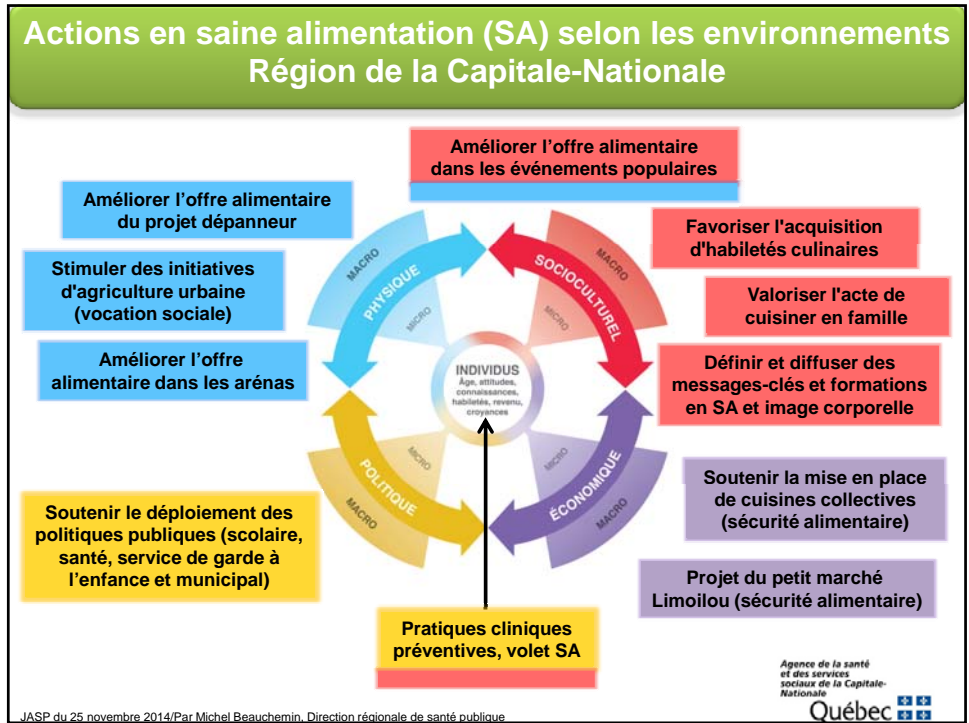 Actions en saine alimentation (SA) selon les environnements
Région de la Capitale-Nationale
Améliorer l’offre alimentaire
dans les événements populaires
Améliorer l’offre alimentaire
du projet dépanneur
Stimuler des initiatives
d'agriculture urbaine
(vocation sociale)
Améliorer l’offre
alimentaire dans les arénas
Favoriser l'acquisition
d'habiletés culinaires
Valoriser l'acte de
cuisiner en famille
Définir et diffuser des
messages-clés et formations
en SA et image corporelle
MACRO
PHYSIQUE
MICRO
MACRO
SOCIOCULTUREL
MICRO
INDIVIDUS
Âge, attitudes,
connaissances,
habiletés, revenu,
croyances
MICRO
POLITIQUE
MACRO
MICRO
ÉCONOMIQUE
MACRO
Soutenir le déploiement des
politiques publiques (scolaire,
santé, service de garde à
l’enfance et municipal)
Soutenir la mise en place
de cuisines collectives
(sécurité alimentaire)
Projet du petit marché
Limoilou (sécurité alimentaire)
Pratiques cliniques
préventives, volet SA
Agence de la santé
et des services
sociaux de la Capitale-
Nationale
Québec
JASP du 25 novembre 2014/Par Michel Beauchemin, Direction régionale de santé publique